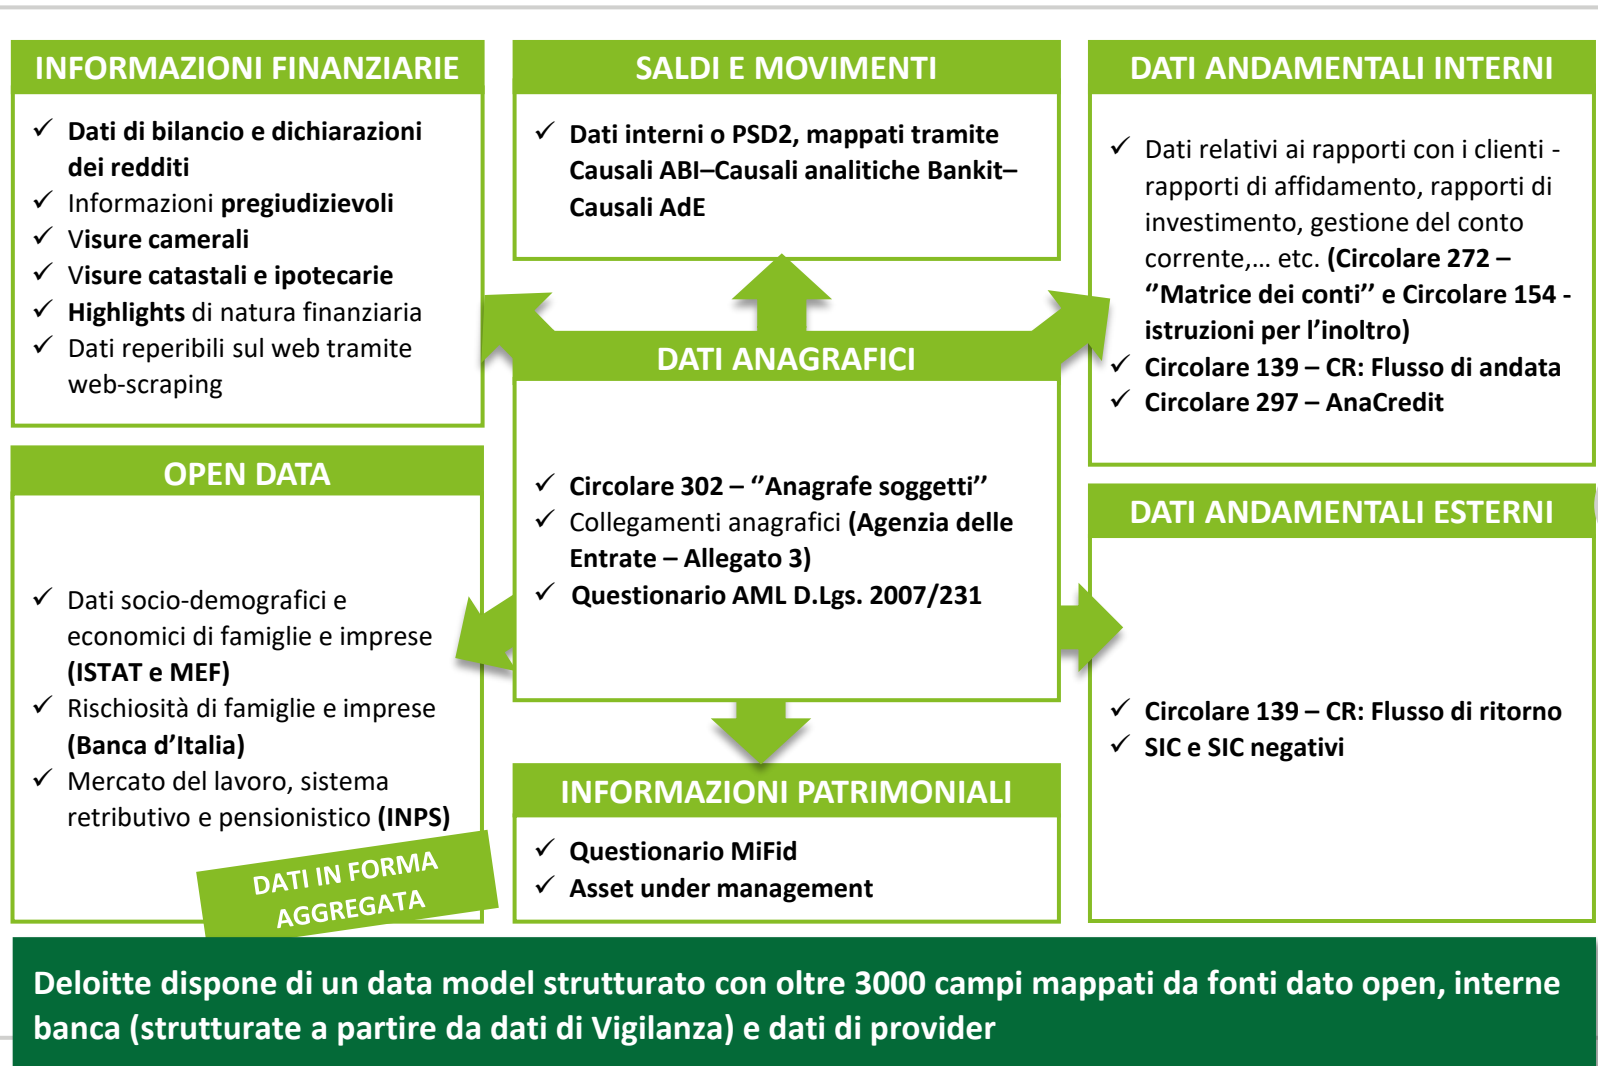 INFORMAZIONI FINANZIARIE
✓ Dati di bilancio e dichiarazioni
dei redditi
✓ Informazioni pregiudizievoli
✓ Visure camerali
✓ Visure catastali e ipotecarie
✓ Highlights di natura finanziaria
✓ Dati reperibili sul web tramite
web-scraping
SALDI E MOVIMENTI
✓ Dati interni o PSD2, mappati tramite
Causali ABI–Causali analitiche Bankit–
Causali AdE
DATI ANDAMENTALI INTERNI
✓ Dati relativi ai rapporti con i clienti -
rapporti di affidamento, rapporti di
investimento, gestione del conto
corrente,... etc. (Circolare 272 –
‘’Matrice dei conti’’ e Circolare 154 -
istruzioni per l’inoltro)
✓ Circolare 139 – CR: Flusso di andata
✓ Circolare 297 – AnaCredit
DATI ANAGRAFICI
✓ Circolare 302 – ‘’Anagrafe soggetti’’
✓ Collegamenti anagrafici (Agenzia delle
Entrate – Allegato 3)
✓ Questionario AML D.Lgs. 2007/231
OPEN DATA
✓ Dati socio-demografici e
economici di famiglie e imprese
(ISTAT e MEF)
✓ Rischiosità di famiglie e imprese
(Banca d’Italia)
✓ Mercato del lavoro, sistema
retributivo e pensionistico (INPS)
DATI IN FORMA
AGGREGATA
INFORMAZIONI PATRIMONIALI
✓ Questionario MiFid
✓ Asset under management
DATI ANDAMENTALI ESTERNI
✓ Circolare 139 – CR: Flusso di ritorno
✓ SIC e SIC negativi
Deloitte dispone di un data model strutturato con oltre 3000 campi mappati da fonti dato open, interne
banca (strutturate a partire da dati di Vigilanza) e dati di provider